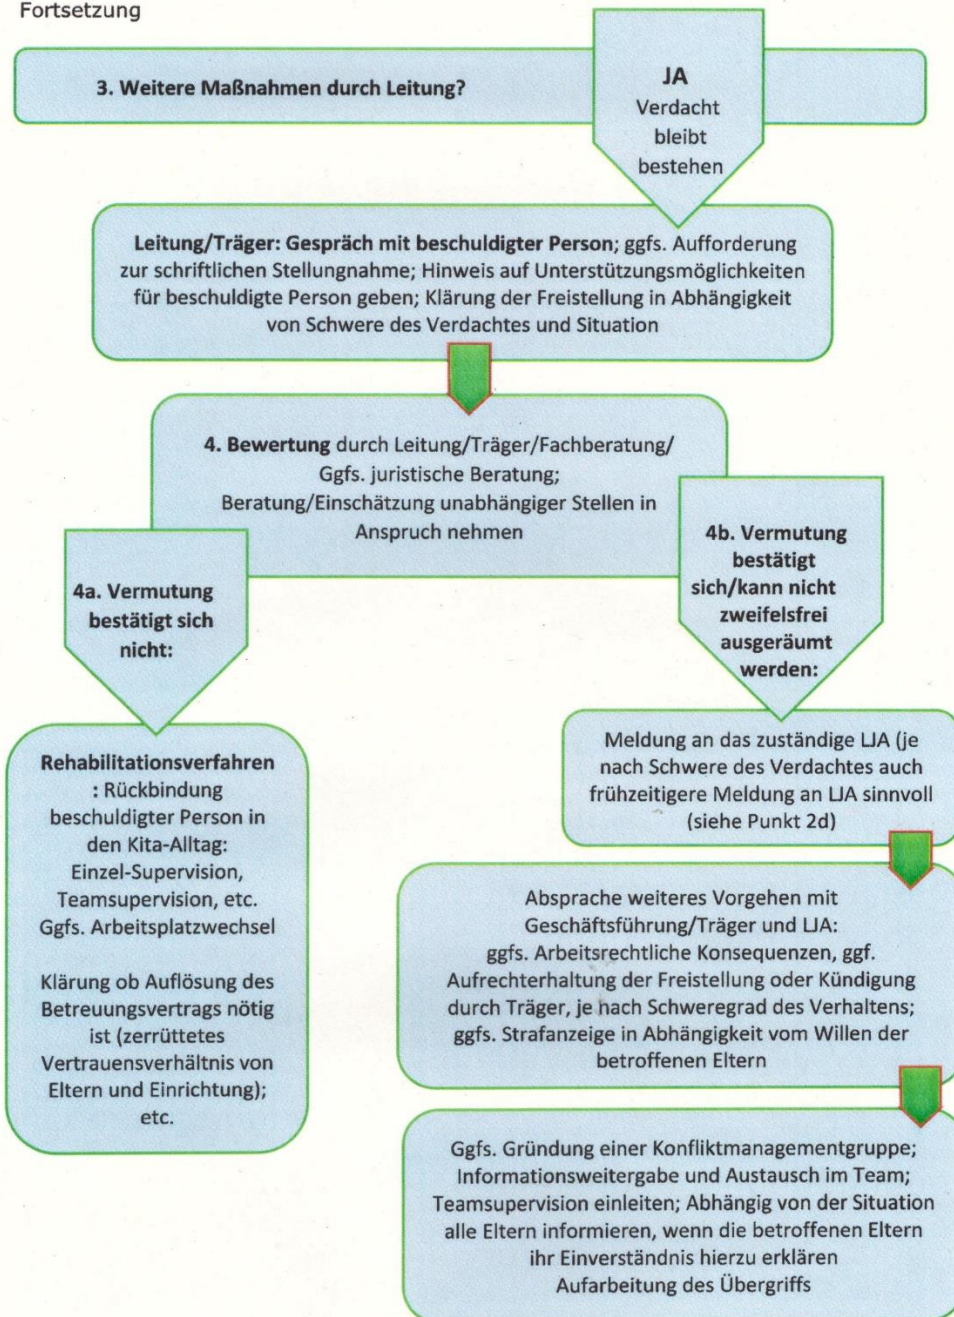 Fortsetzung
3. Weitere Maßnahmen durch Leitung?
JA
Verdacht
bleibt
bestehen
Leitung/Träger: Gespräch mit beschuldigter Person; ggfs. Aufforderung
zur schriftlichen Stellungnahme; Hinweis auf Unterstützungsmöglichkeiten
für beschuldigte Person geben; Klärung der Freistellung in Abhängigkeit
von Schwere des Verdachtes und Situation
4. Bewertung durch Leitung/Träger/Fachberatung/
Ggfs. juristische Beratung;
Beratung/Einschätzung unabhängiger Stellen in
Anspruch nehmen
4a. Vermutung
bestätigt sich
nicht:
4b. Vermutung
bestätigt
sich/kann nicht
zweifelsfrei
ausgeräumt
werden:
Rehabilitationsverfahren
: Rückbindung
beschuldigter Person in
den Kita-Alltag:
Einzel-Supervision,
Teamsupervision, etc.
Ggfs. Arbeitsplatzwechsel
Klärung ob Auflösung des
Betreuungsvertrags nötig
ist (zerrüttetes
Vertrauensverhältnis von
Eltern und Einrichtung);
etc.
Meldung an das zuständige LJA (je
nach Schwere des Verdachtes auch
frühzeitigere Meldung an LJA sinnvoll
(siehe Punkt 2d)
Absprache weiteres Vorgehen mit
Geschäftsführung/Träger und LJA:
ggfs. Arbeitsrechtliche Konsequenzen, ggf.
Aufrechterhaltung der Freistellung oder Kündigung
durch Träger, je nach Schweregrad des Verhaltens;
ggfs. Strafanzeige in Abhängigkeit vom Willen der
betroffenen Eltern
Ggfs. Gründung einer Konfliktmanagementgruppe;
Informationsweitergabe und Austausch im Team;
Teamsupervision einleiten; Abhängig von der Situation
alle Eltern informieren, wenn die betroffenen Eltern
ihr Einverständnis hierzu erklären
Aufarbeitung des Übergriffs